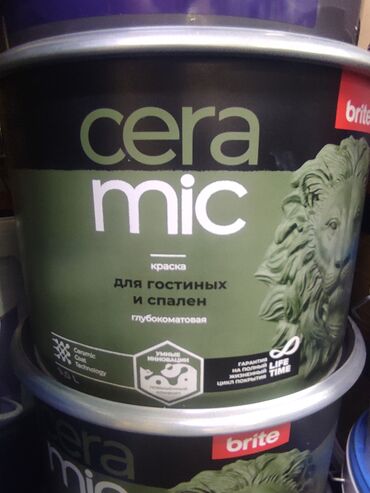 brite
cera
mic
краска
для гостиных
и спален
глубокоматовая
Ceramic
Coat
Technology
УМНЫЕ
ИННОВАЦИИ
ГАРАНТИЯ
НА ПОЛНЫЙ
ЖИЗНЕННЫЙ
ЦИКЛ ПОКРЫТИЯ
LIFE
TIME
brite
cera
mic